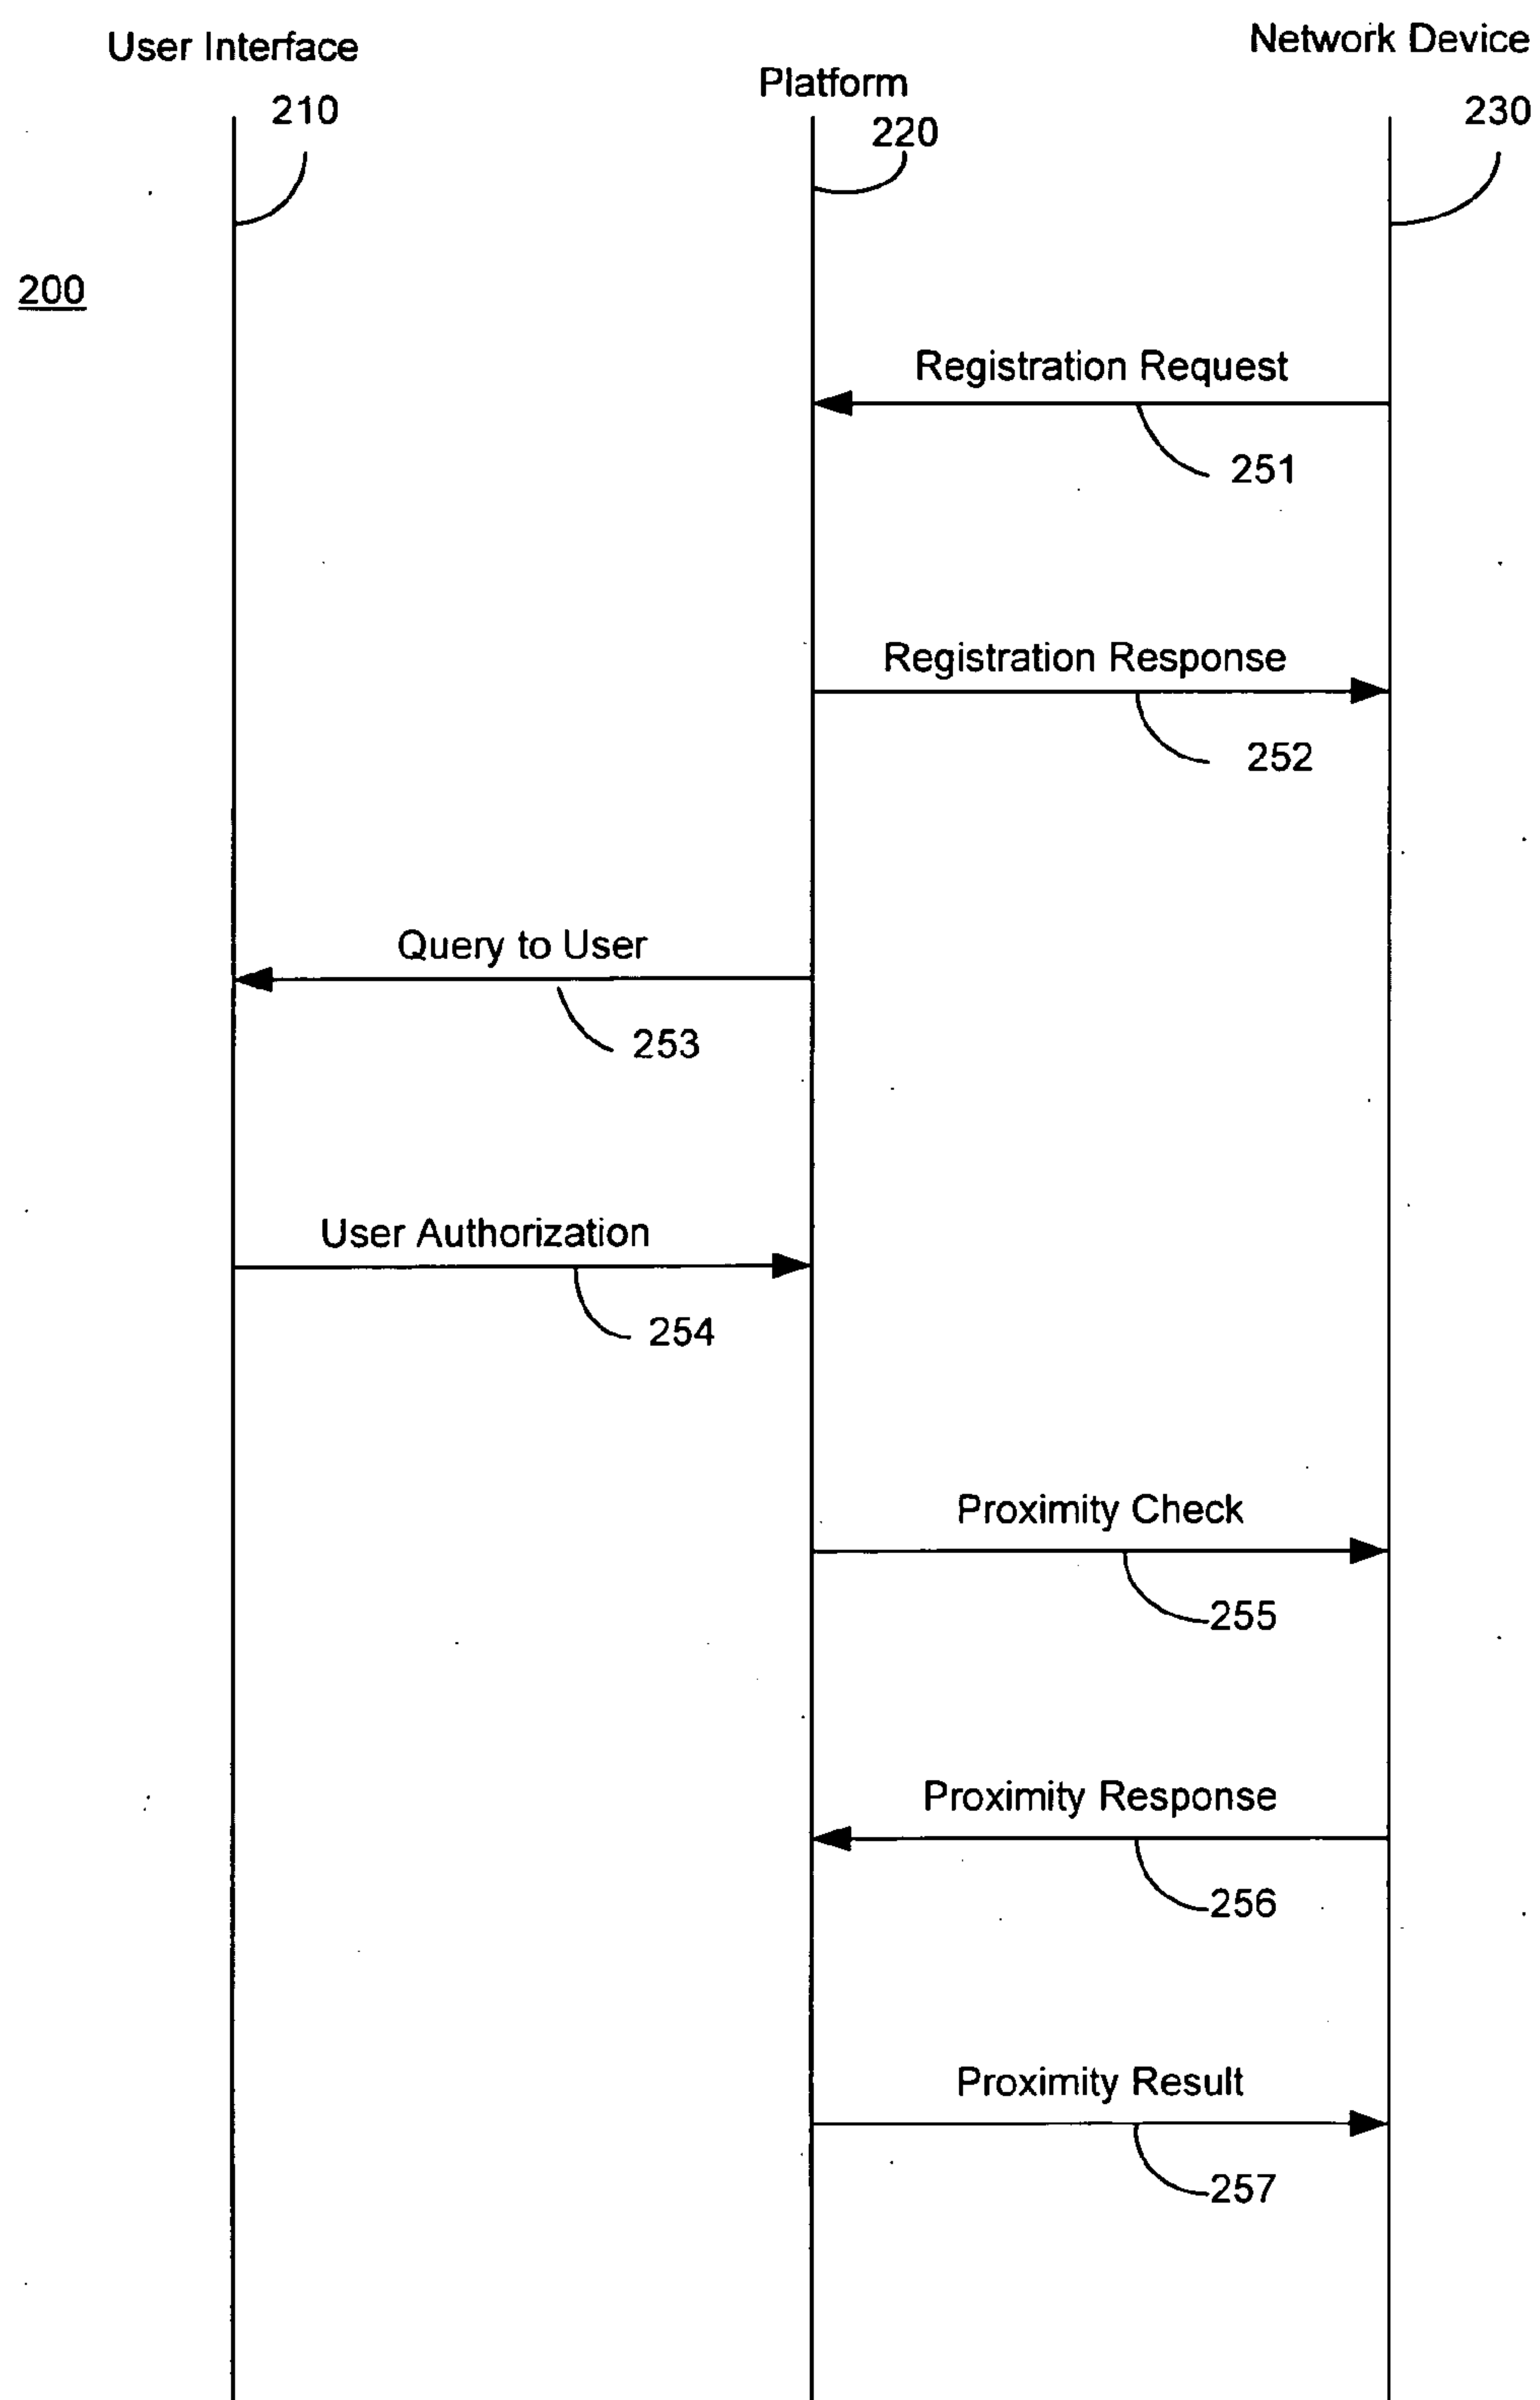 User Interface
210
Platform
220
Network Device
230
200
Registration Request
251
Registration Response
252
Query to User
253
User Authorization
254
Proximity Check
255
Proximity Response
256
Proximity Result
257